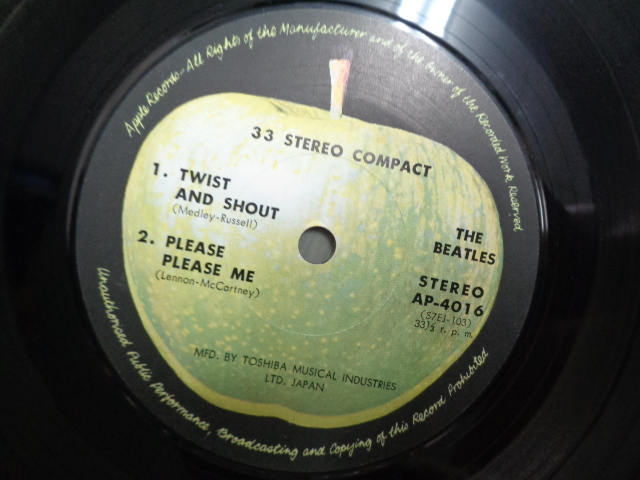 Apple Records-All Rights of the Manufacturer and of the Owner of the Recorded Work Reserved
33 STEREO COMPACT
1. TWIST
AND SHOUT
(Medley-Russell)
2. PLEASE
PLEASE ME
(Lennon-McCartney)
THE
BEATLES
STEREO
AP-4016
(S7EJ-103)
33⅓ r. p. m.
MFD. BY TOSHIBA MUSICAL INDUSTRIES
LTD. JAPAN
Unauthorised Public Performance, Broadcasting and Copying of this Record Prohibited